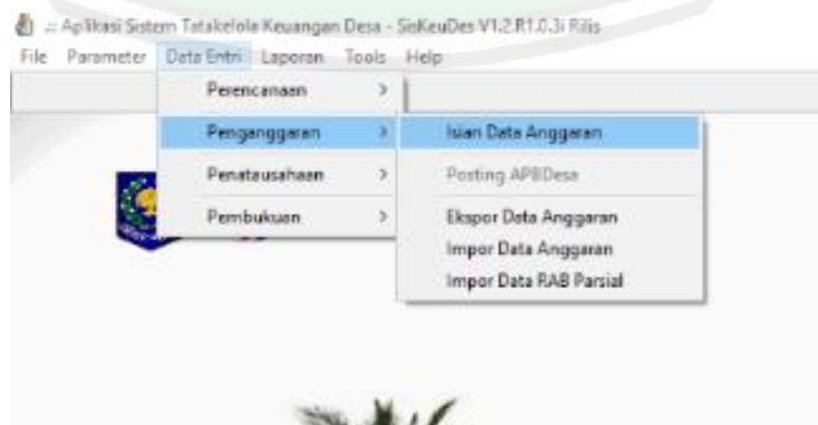 .:: Aplikasi Sistem Tatakelola Keuangan Desa - SisKeuDes V1.2.R1.0.3i Rilis
File Parameter Data Entri Laporan Tools Help
Perencanaan
Penganggaran Isian Data Anggaran
Penatausahaan Posting APBDesa
Pembukuan Ekspor Data Anggaran
Impor Data Anggaran
Impor Data RAB Parsial